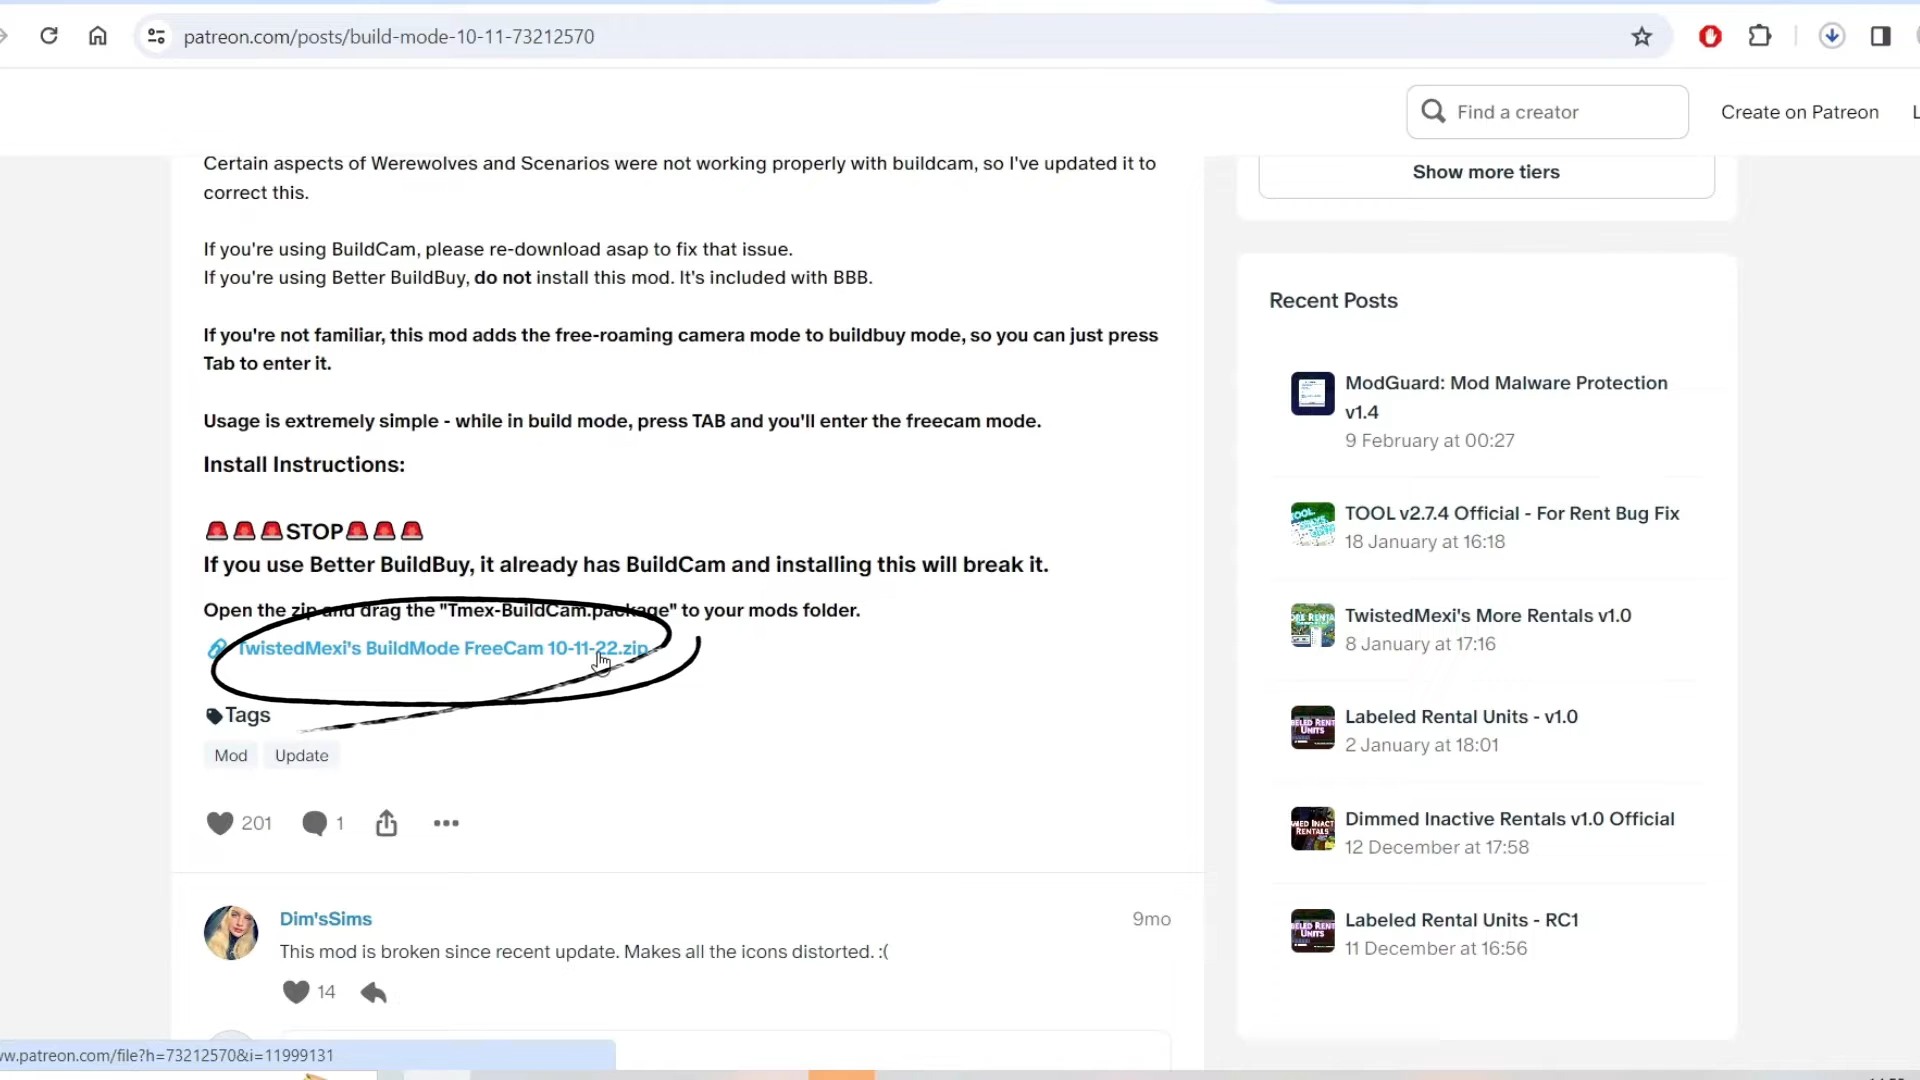 patreon.com/posts/build-mode-10-11-73212570
Find a creator
Create on Patreon
Certain aspects of Werewolves and Scenarios were not working properly with buildcam, so I've updated it to
correct this.
If you're using BuildCam, please re-download asap to fix that issue.
If you're using Better BuildBuy, do not install this mod. It's included with BBB.
If you're not familiar, this mod adds the free-roaming camera mode to buildbuy mode, so you can just press
Tab to enter it.
Usage is extremely simple - while in build mode, press TAB and you'll enter the freecam mode.
Install Instructions:
🚨🚨🚨STOP🚨🚨🚨
If you use Better BuildBuy, it already has BuildCam and installing this will break it.
Open the zip and drag the "Tmex-BuildCam.package" to your mods folder.
TwistedMexi's BuildMode FreeCam 10-11-22.zip
Tags
Mod Update
201 1
Dim'sSims 9mo
This mod is broken since recent update. Makes all the icons distorted. :(
14
ww.patreon.com/file?h=73212570&i=11999131
Show more tiers
Recent Posts
ModGuard: Mod Malware Protection
v1.4
9 February at 00:27
TOOL v2.7.4 Official - For Rent Bug Fix
18 January at 16:18
TwistedMexi's More Rentals v1.0
8 January at 17:16
Labeled Rental Units - v1.0
2 January at 18:01
Dimmed Inactive Rentals v1.0 Official
12 December at 17:58
Labeled Rental Units - RC1
11 December at 16:56